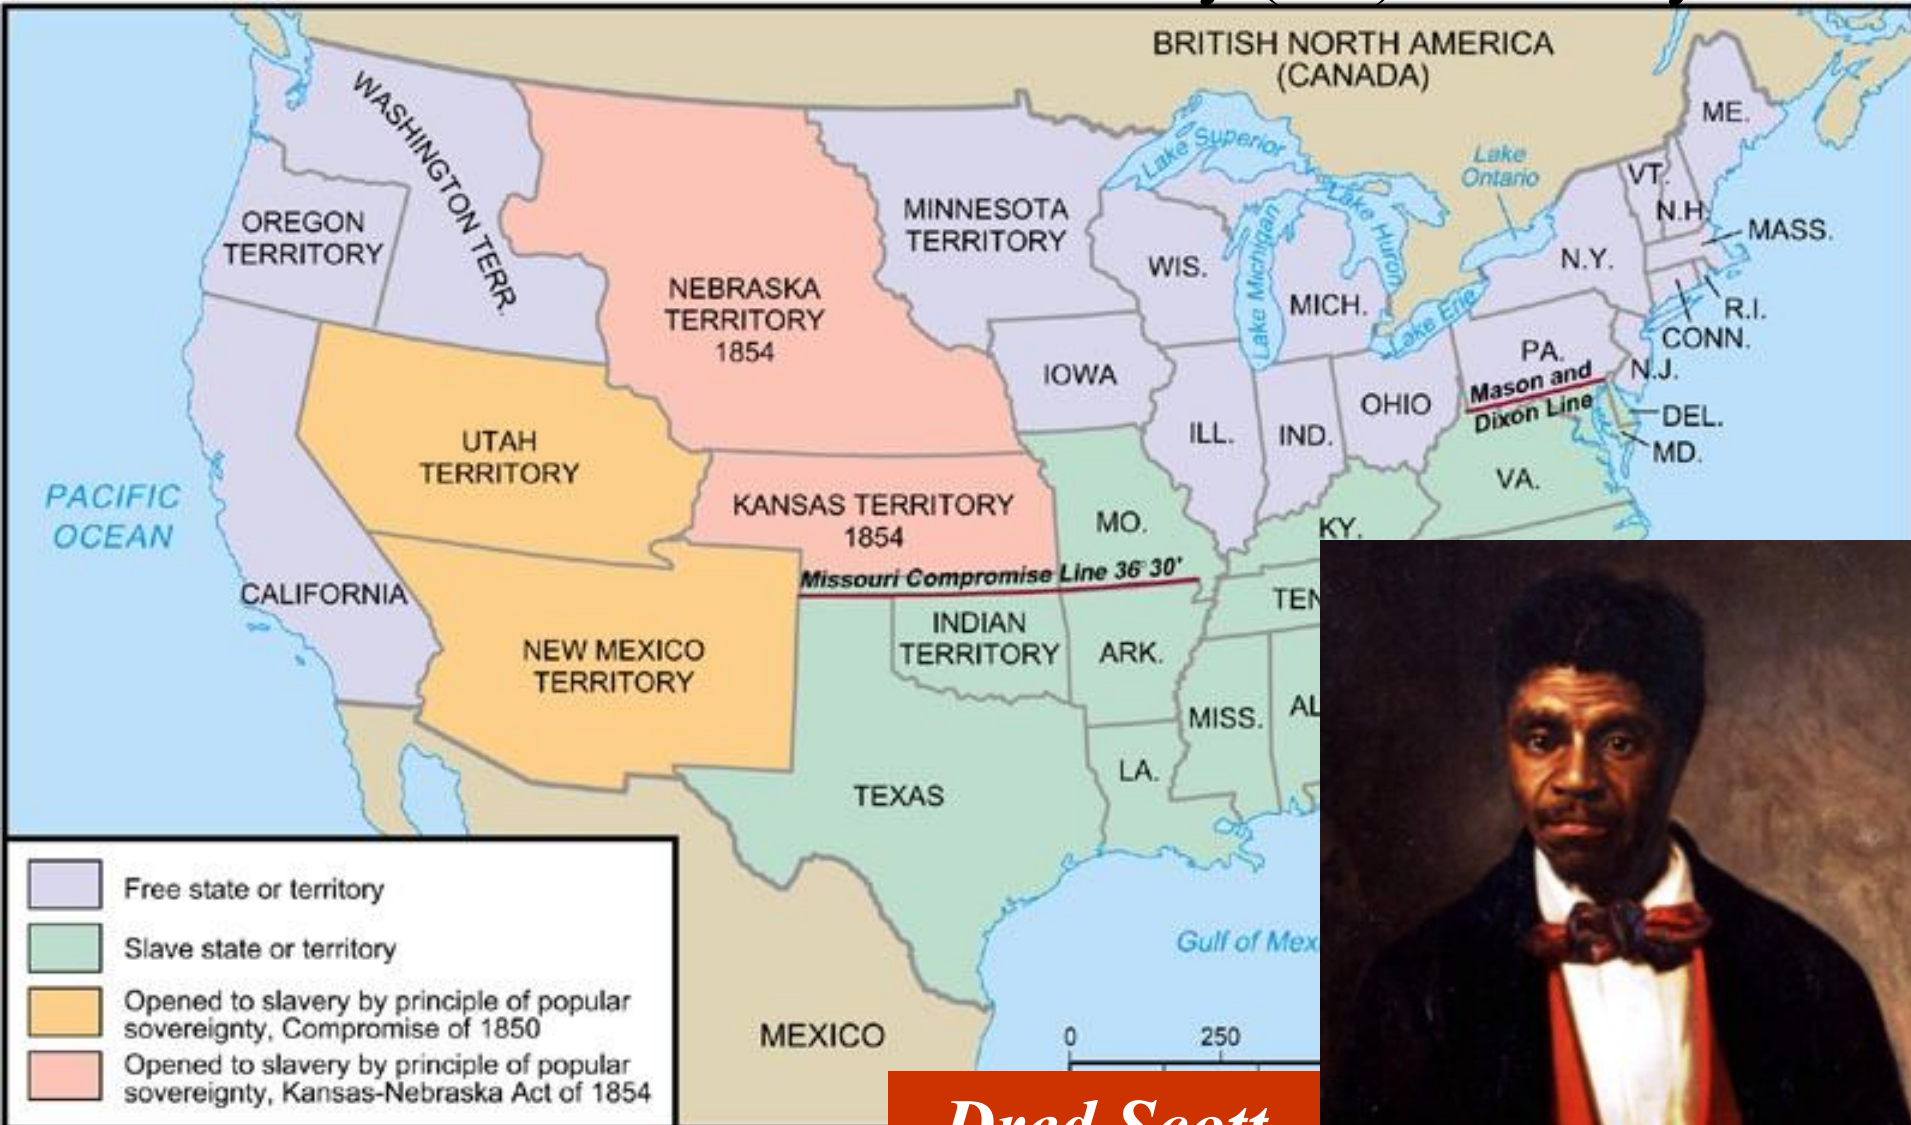 BRITISH NORTH AMERICA
(CANADA)
WASHINGTON TERR.
OREGON
TERRITORY
NEBRASKA
TERRITORY
1854
MINNESOTA
TERRITORY
Lake Superior
Lake Michigan
Lake Huron
Lake
Ontario
Lake Erie
ME.
VT.
N.H.
MASS.
N.Y.
R.I.
CONN.
WIS.
MICH.
PA.
N.J.
Mason and
Dixon Line
DEL.
MD.
IOWA
ILL.
IND.
OHIO
VA.
UTAH
TERRITORY
KANSAS TERRITORY
1854
MO.
KY.
PACIFIC
OCEAN
CALIFORNIA
Missouri Compromise Line 36°30'
NEW MEXICO
TERRITORY
INDIAN
TERRITORY
ARK.
TEN
MISS.
AL
LA.
TEXAS
Gulf of Mex
MEXICO
0 250
Free state or territory
Slave state or territory
Opened to slavery by principle of popular
sovereignty, Compromise of 1850
Opened to slavery by principle of popular
sovereignty, Kansas-Nebraska Act of 1854
Dred Scott